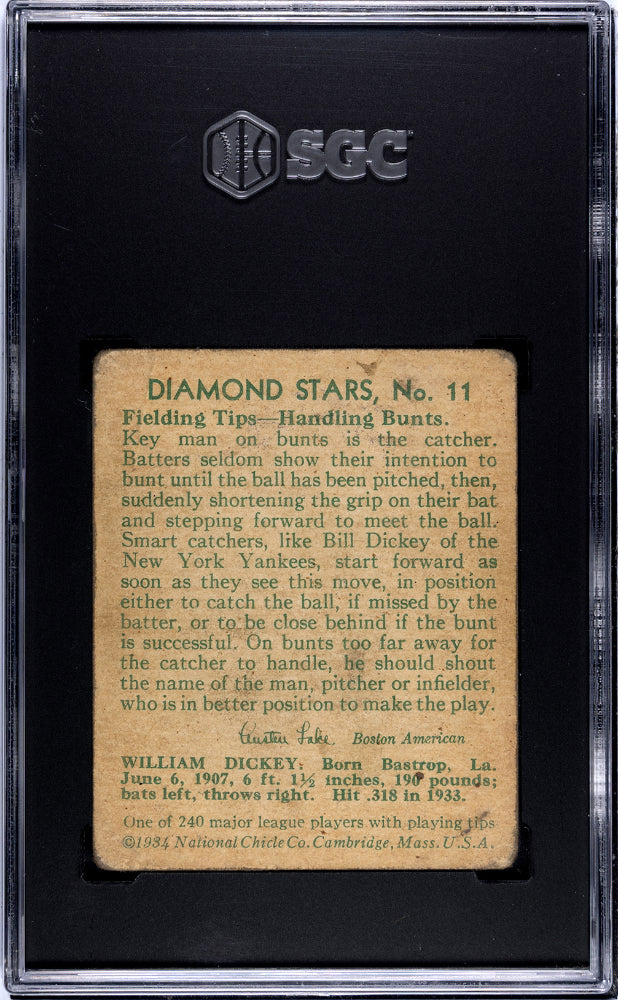 SGC
DIAMOND STARS, No. 11
Fielding Tips—Handling Bunts.
Key man on bunts is the catcher.
Batters seldom show their intention to
bunt until the ball has been pitched, then,
suddenly shortening the grip on their bat
and stepping forward to meet the ball.
Smart catchers, like Bill Dickey of the
New York Yankees, start forward as
soon as they see this move, in position
either to catch the ball, if missed by the
batter, or to be close behind if the bunt
is successful. On bunts too far away for
the catcher to handle, he should shout
the name of the man, pitcher or infielder,
who is in better position to make the play.
Austen Lake Boston American
WILLIAM DICKEY: Born Bastrop, La.
June 6, 1907, 6 ft. 1½ inches, 190 pounds;
bats left, throws right. Hit .318 in 1933.
One of 240 major league players with playing tips
©1934 National Chicle Co. Cambridge, Mass. U.S.A.